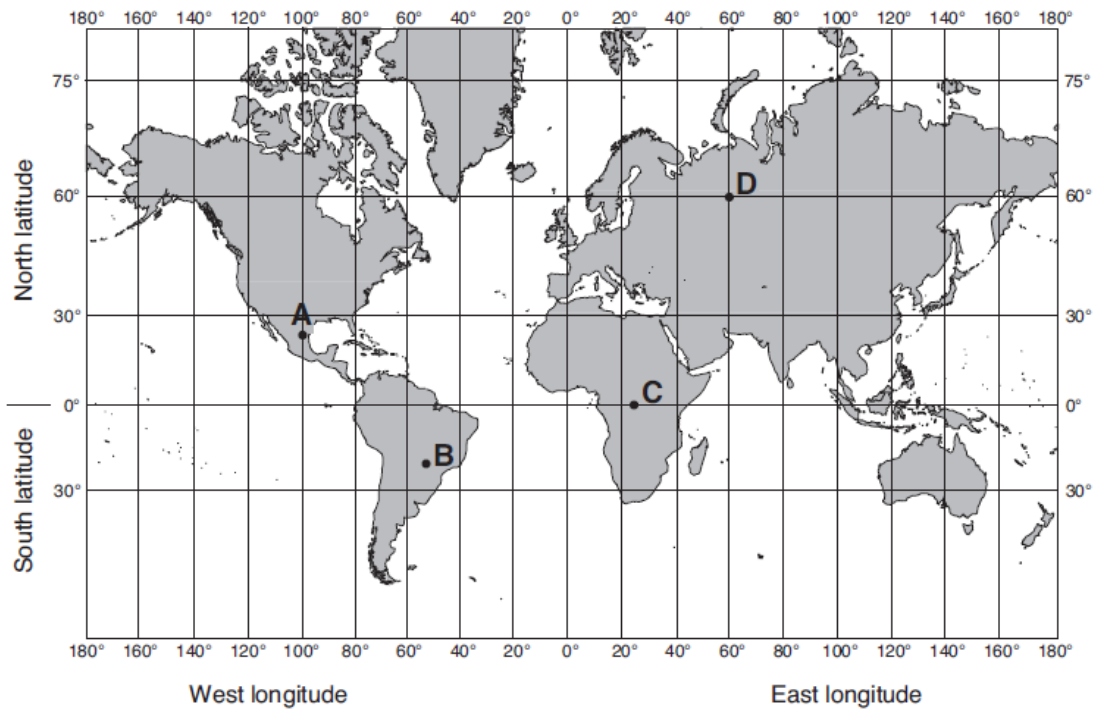 180° 160° 140° 120° 100° 80° 60° 40° 20° 0° 20° 40° 60° 80° 100° 120° 140° 160° 180°
75° 75°
North latitude
60° D 60°
30° A 30°
0° C 0°
South latitude
B
30° 30°
180° 160° 140° 120° 100° 80° 60° 40° 20° 0° 20° 40° 60° 80° 100° 120° 140° 160° 180°
West longitude East longitude